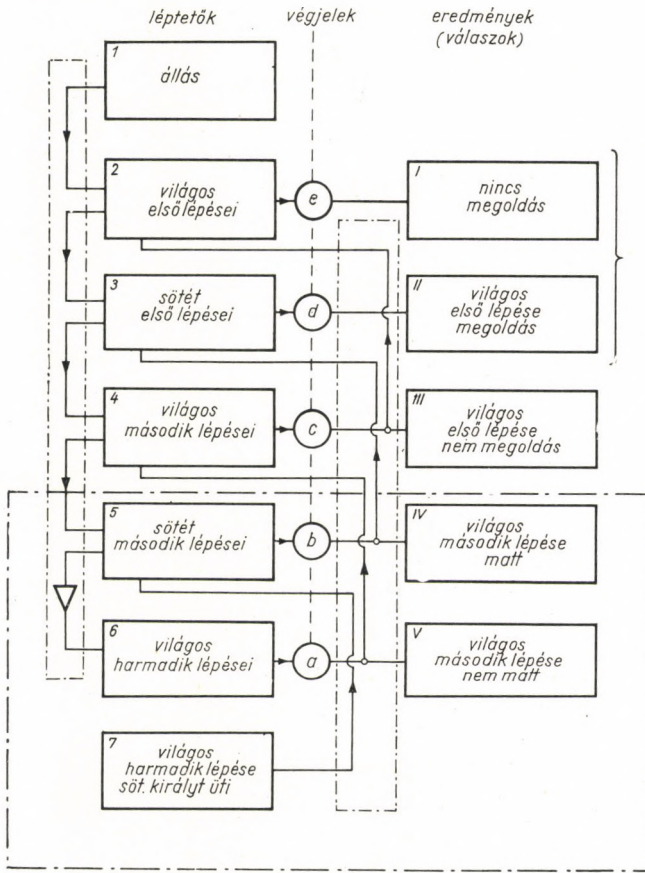 léptetők
végjelek
eredmények
(válaszok)
1
állás
2
világos
első lépései
e
I
nincs
megoldás
3
sötét
első lépései
d
II
világos
első lépése
megoldás
4
világos
második lépései
c
III
világos
első lépése
nem megoldás
5
sötét
második lépései
b
IV
világos
második lépése
matt
6
világos
harmadik lépései
a
V
világos
második lépése
nem matt
7
világos
harmadik lépése
söt. királyt üti